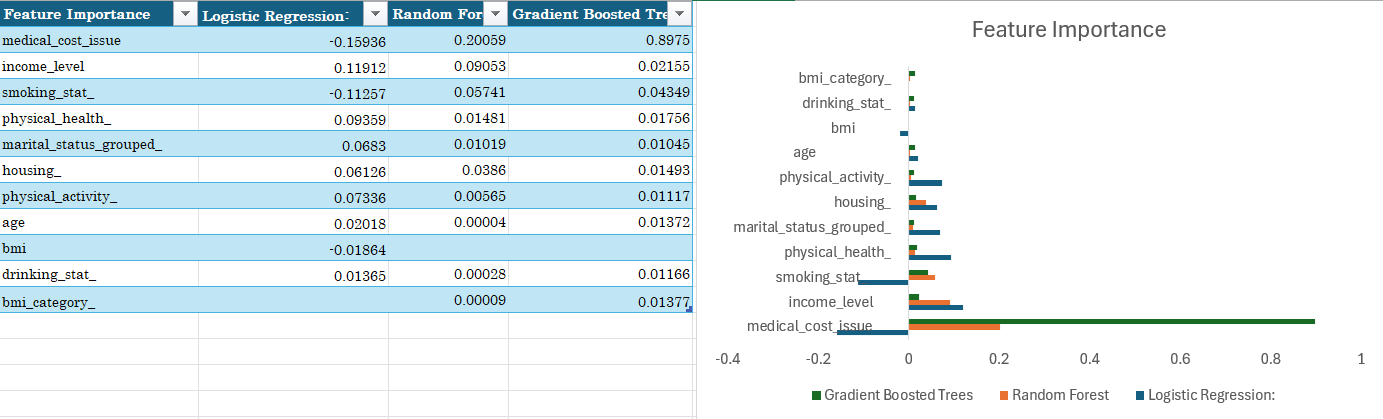 Feature Importance Logistic Regression: Random For Gradient Boosted Tre
medical_cost_issue -0.15936 0.20059 0.8975
income_level 0.11912 0.09053 0.02155
smoking_stat_ -0.11257 0.05741 0.04349
physical_health_ 0.09359 0.01481 0.01756
marital_status_grouped_ 0.0683 0.01019 0.01045
housing_ 0.06126 0.0386 0.01493
physical_activity_ 0.07336 0.00565 0.01117
age 0.02018 0.00004 0.01372
bmi -0.01864
drinking_stat_ 0.01365 0.00028 0.01166
bmi_category_ 0.00009 0.01377
Feature Importance
bmi_category_
drinking_stat_
bmi
age
physical_activity_
housing_
marital_status_grouped_
physical_health_
smoking_stat_
income_level
medical_cost_issue
-0.4 -0.2 0 0.2 0.4 0.6 0.8 1
Gradient Boosted Trees Random Forest Logistic Regression: